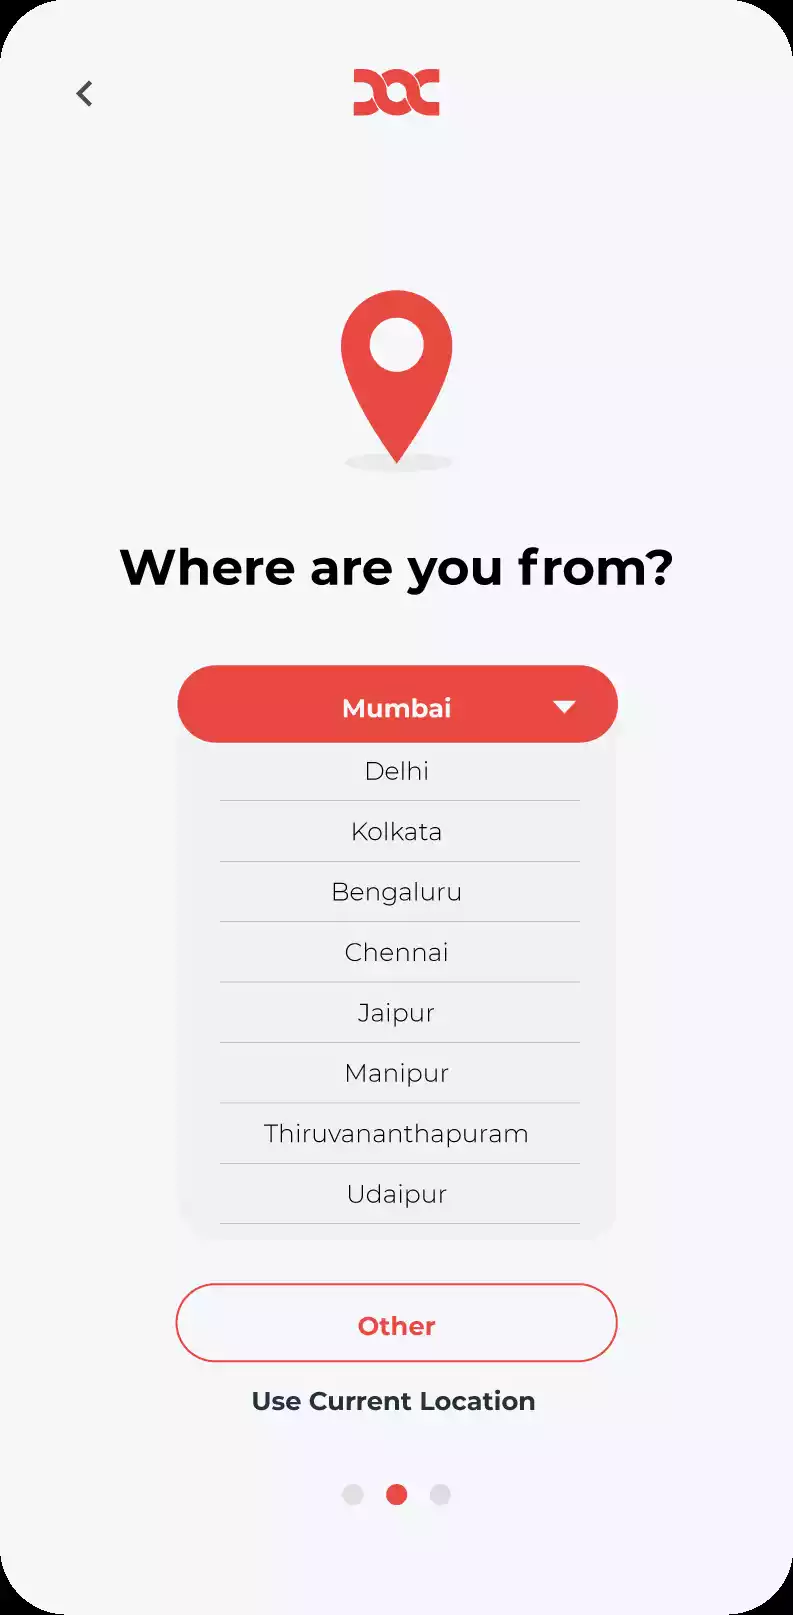 Where are you from?
Mumbai
Delhi
Kolkata
Bengaluru
Chennai
Jaipur
Manipur
Thiruvananthapuram
Udaipur
Other
Use Current Location